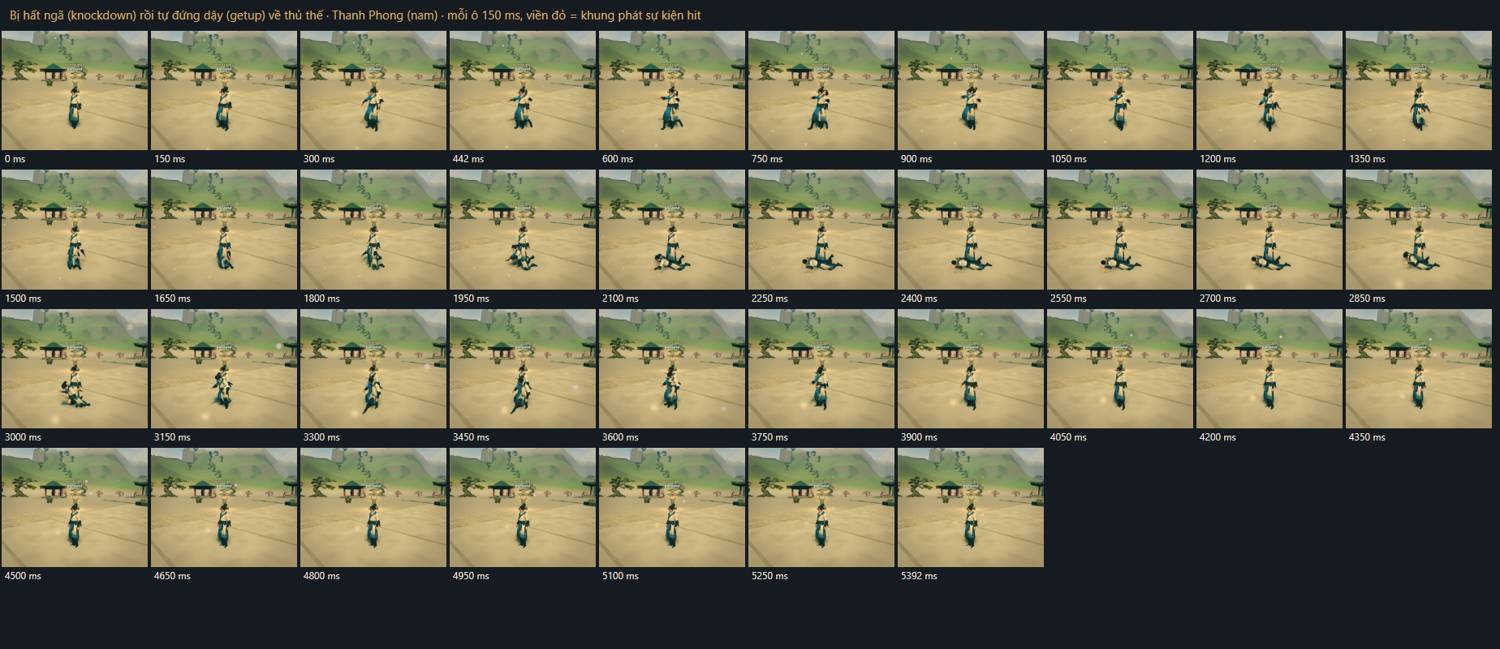 Bị hất ngã (knockdown) rồi tự đứng dậy (getup) về thủ thế · Thanh Phong (nam) · mỗi ô 150 ms, viền đỏ = khung phát sự kiện hit
0 ms 150 ms 300 ms 442 ms 600 ms 750 ms 900 ms 1050 ms 1200 ms 1350 ms
1500 ms 1650 ms 1800 ms 1950 ms 2100 ms 2250 ms 2400 ms 2550 ms 2700 ms 2850 ms
3000 ms 3150 ms 3300 ms 3450 ms 3600 ms 3750 ms 3900 ms 4050 ms 4200 ms 4350 ms
4500 ms 4650 ms 4800 ms 4950 ms 5100 ms 5250 ms 5392 ms